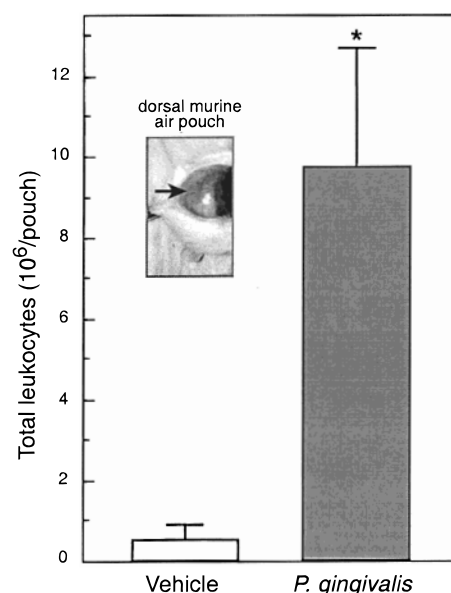 Total leukocytes (10⁶/pouch)
12
10
8
6
4
2
0
dorsal murine
air pouch
*
Vehicle
P. gingivalis